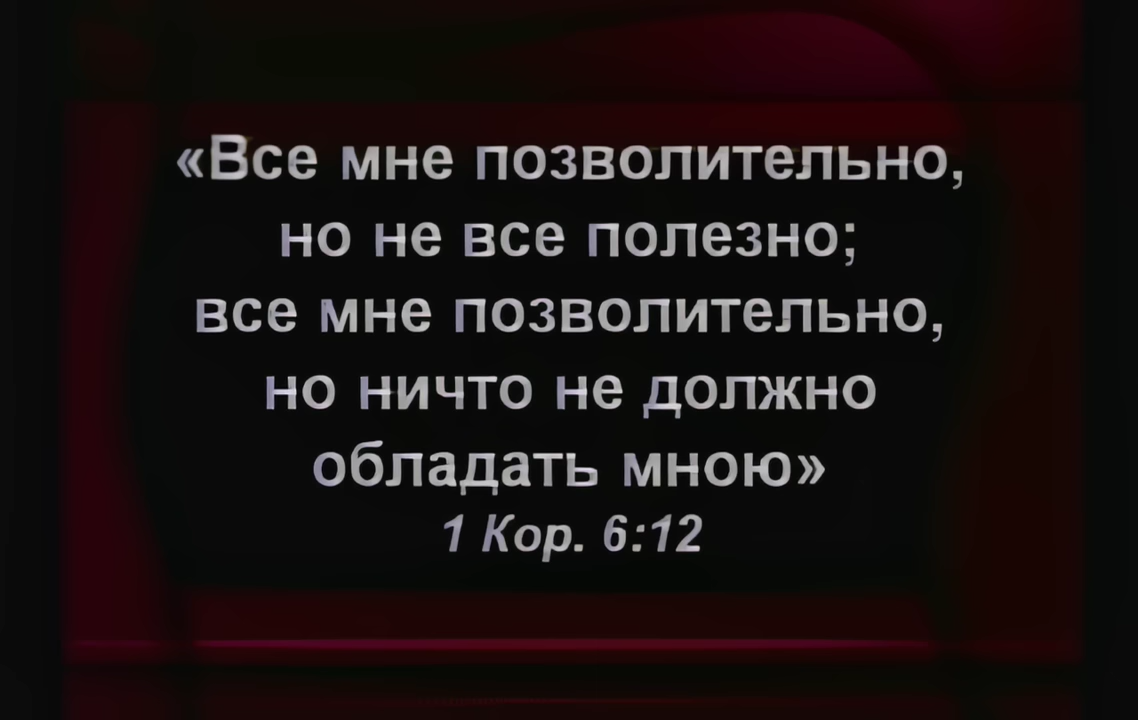 «Все мне позволительно,
но не все полезно;
все мне позволительно,
но ничто не должно
обладать мною»
1 Кор. 6:12